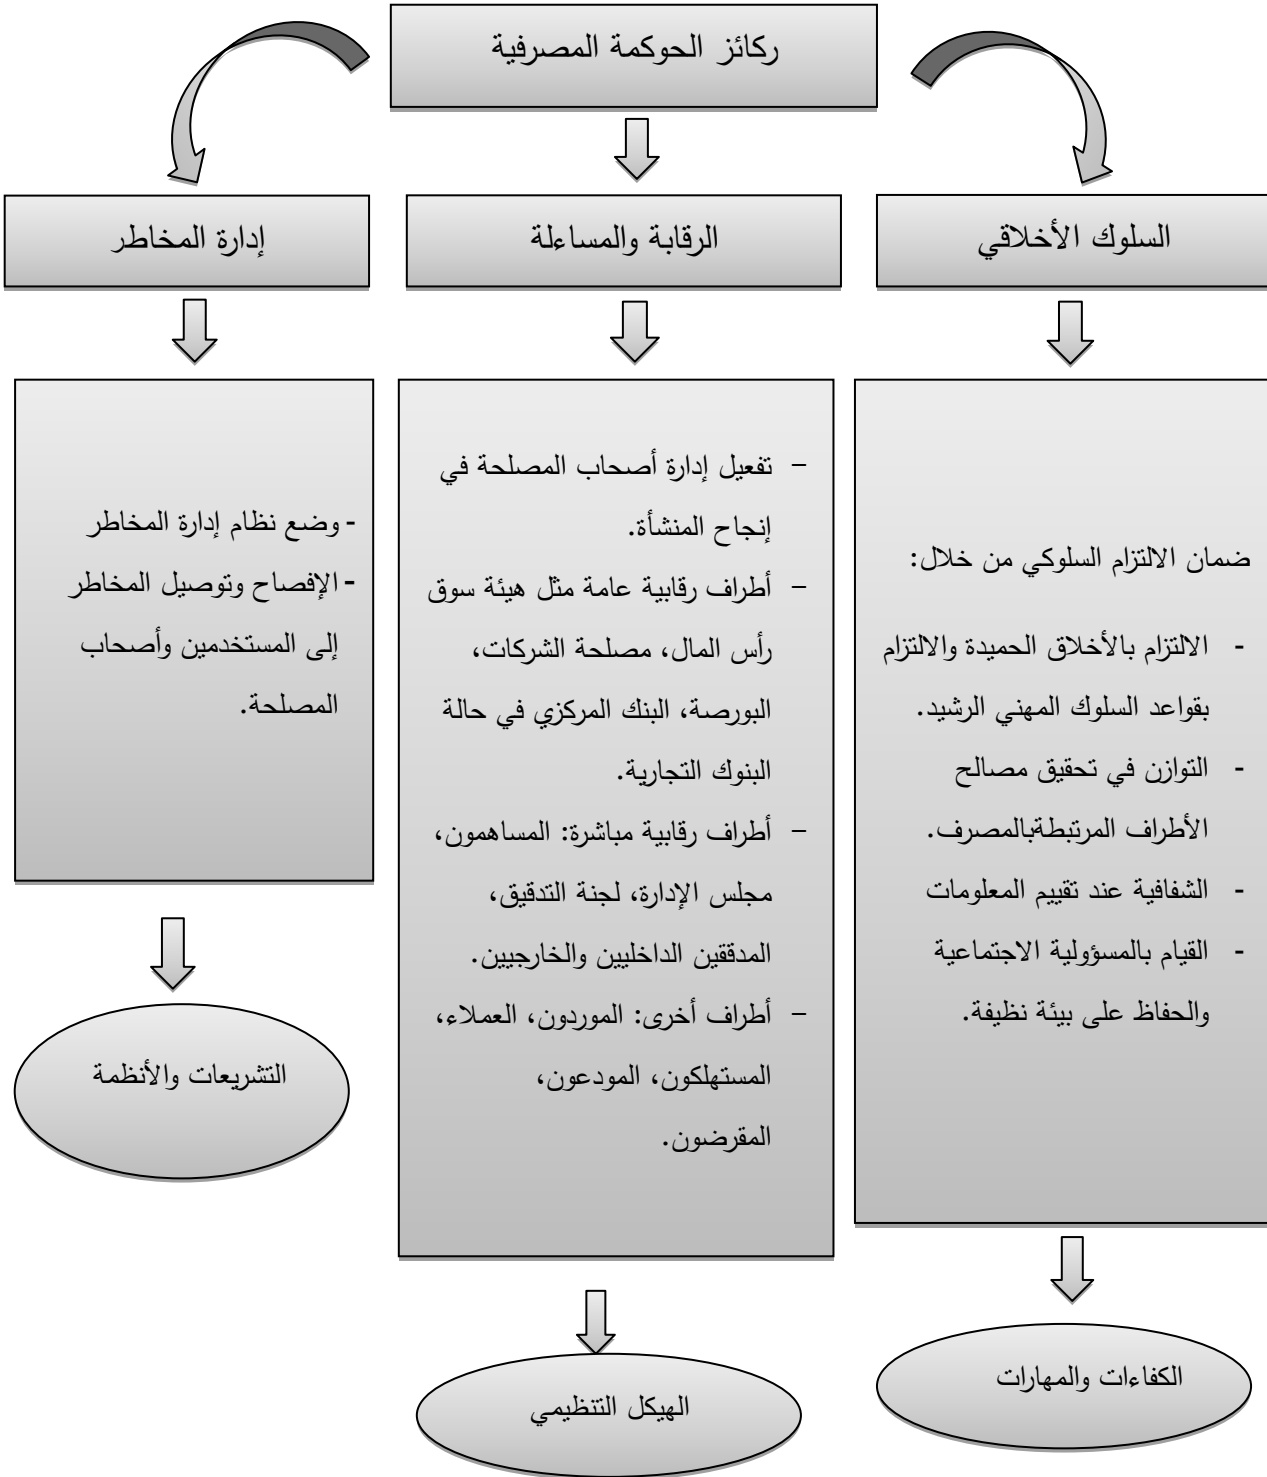 ركائز الحوكمة المصرفية
السلوك الأخلاقي
الرقابة والمساءلة
إدارة المخاطر
ضمان الالتزام السلوكي من خلال:
- الالتزام بالأخلاق الحميدة والالتزام
بقواعد السلوك المهني الرشيد.
- التوازن في تحقيق مصالح
الأطراف المرتبطةبالمصرف.
- الشفافية عند تقييم المعلومات
- القيام بالمسؤولية الاجتماعية
والحفاظ على بيئة نظيفة.
- تفعيل إدارة أصحاب المصلحة في
إنجاح المنشأة.
- أطراف رقابية عامة مثل هيئة سوق
رأس المال، مصلحة الشركات،
البورصة، البنك المركزي في حالة
البنوك التجارية.
- أطراف رقابية مباشرة: المساهمون،
مجلس الإدارة، لجنة التدقيق،
المدققين الداخليين والخارجيين.
- أطراف أخرى: الموردون، العملاء،
المستهلكون، المودعون،
المقرضون.
- وضع نظام إدارة المخاطر
- الإفصاح وتوصيل المخاطر
إلى المستخدمين وأصحاب
المصلحة.
الكفاءات والمهارات
الهيكل التنظيمي
التشريعات والأنظمة